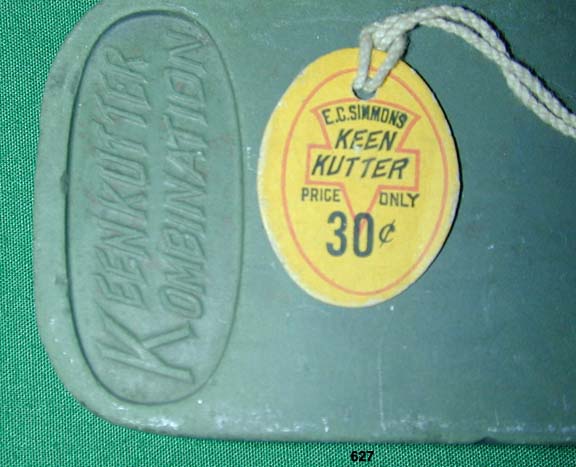 KEENKUTTER
KOMBINATION
E.C.SIMMONS
KEEN
KUTTER
PRICE ONLY
30¢
627